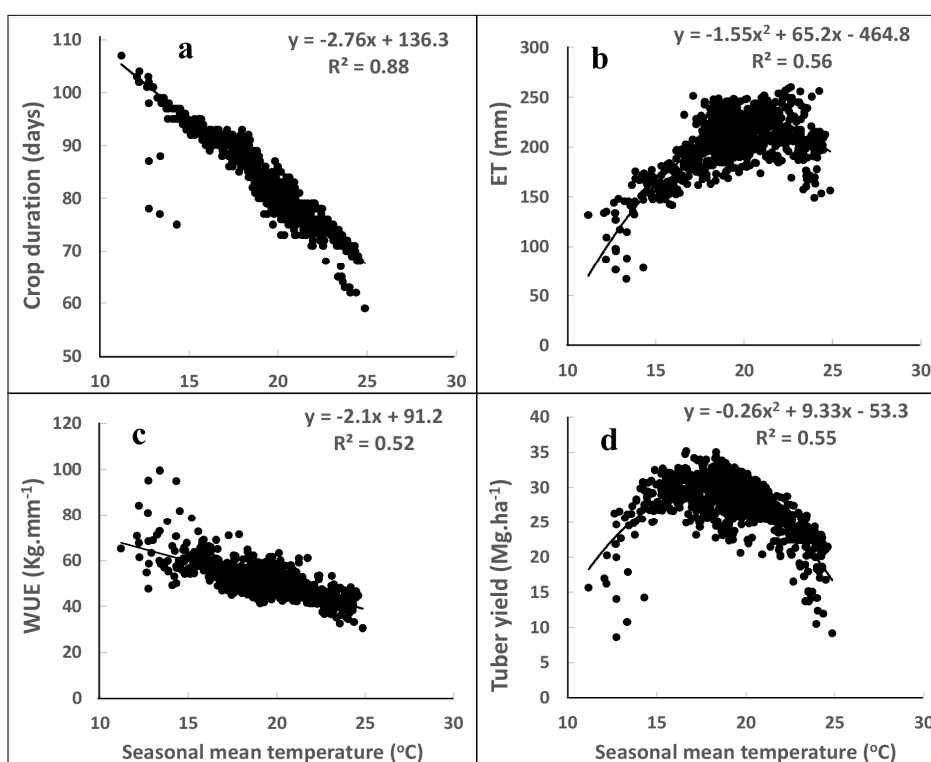 a
y = -2.76x + 136.3
R² = 0.88
Crop duration (days)
110
100
90
80
70
60
50
10 15 20 25 30
b
y = -1.55x² + 65.2x - 464.8
R² = 0.56
ET (mm)
300
250
200
150
100
50
0
10 15 20 25 30
c
y = -2.1x + 91.2
R² = 0.52
WUE (Kg.mm⁻¹)
120
100
80
60
40
20
0
10 15 20 25 30
Seasonal mean temperature (°C)
d
y = -0.26x² + 9.33x - 53.3
R² = 0.55
Tuber yield (Mg.ha⁻¹)
40
35
30
25
20
15
10
5
0
10 15 20 25 30
Seasonal mean temperature (°C)